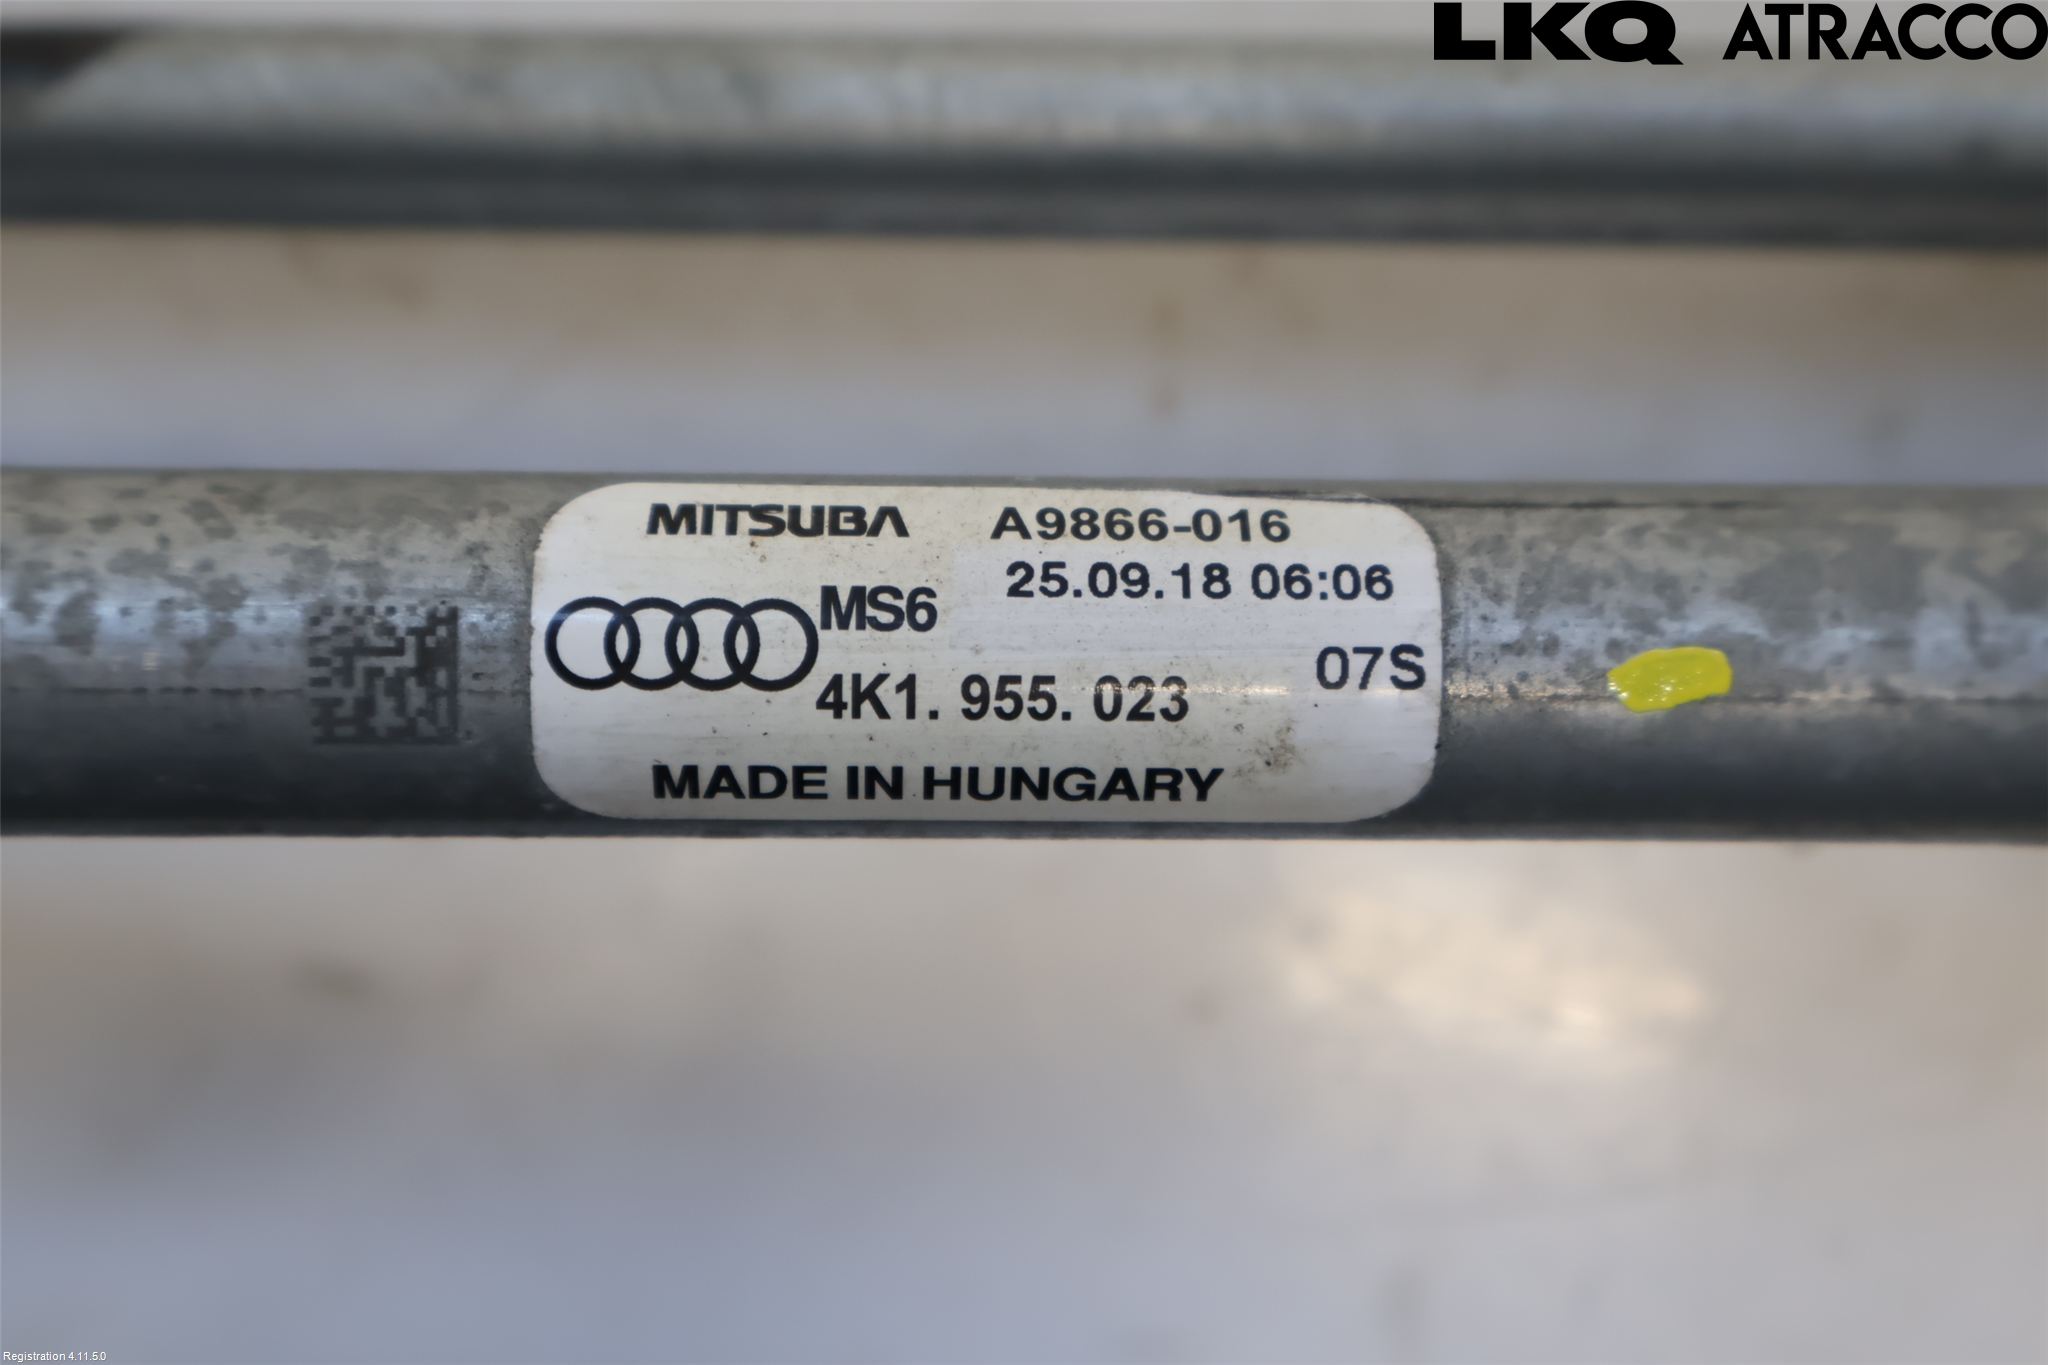 LKQ ATRACCO
MITSUBA A9866-016
25.09.18 06:06
MS6
07S
4K1. 955. 023
MADE IN HUNGARY
Registration 4.11.5.0